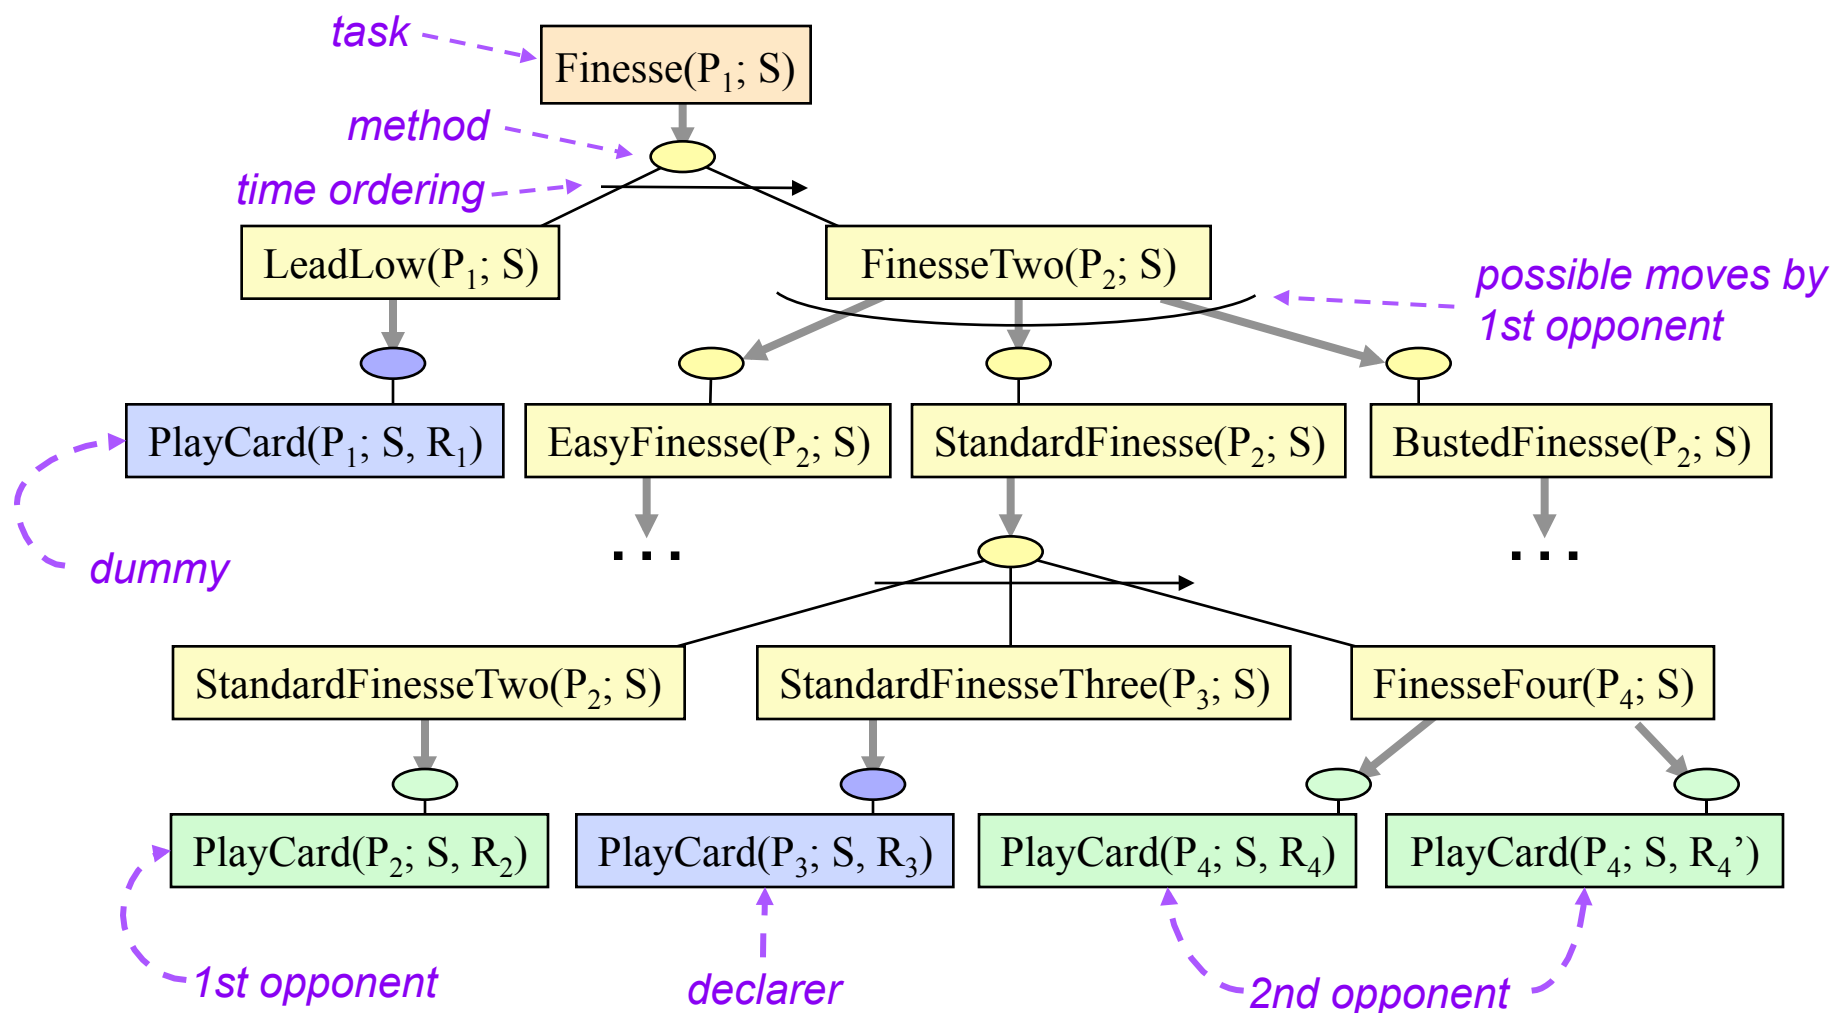 task
Finesse(P₁; S)
method
time ordering
LeadLow(P₁; S)
FinesseTwo(P₂; S)
possible moves by
1st opponent
PlayCard(P₁; S, R₁)
EasyFinesse(P₂; S)
StandardFinesse(P₂; S)
BustedFinesse(P₂; S)
dummy
...
...
StandardFinesseTwo(P₂; S)
StandardFinesseThree(P₃; S)
FinesseFour(P₄; S)
PlayCard(P₂; S, R₂)
PlayCard(P₃; S, R₃)
PlayCard(P₄; S, R₄)
PlayCard(P₄; S, R₄’)
1st opponent
declarer
2nd opponent